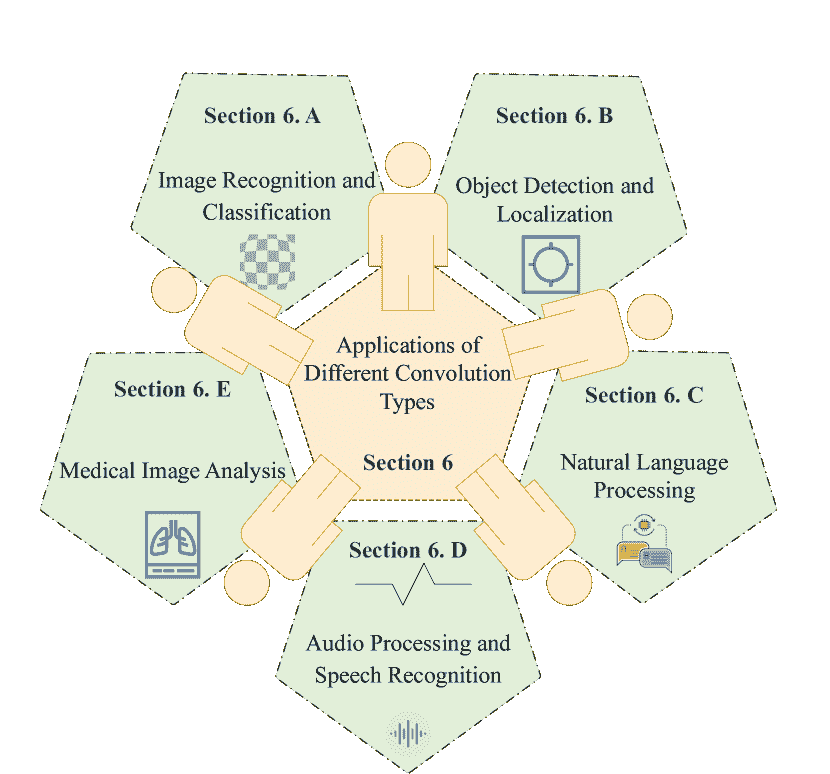 Section 6. A
Image Recognition and
Classification
Section 6. B
Object Detection and
Localization
Applications of
Different Convolution
Types
Section 6
Section 6. E
Medical Image Analysis
Section 6. C
Natural Language
Processing
Section 6. D
Audio Processing and
Speech Recognition